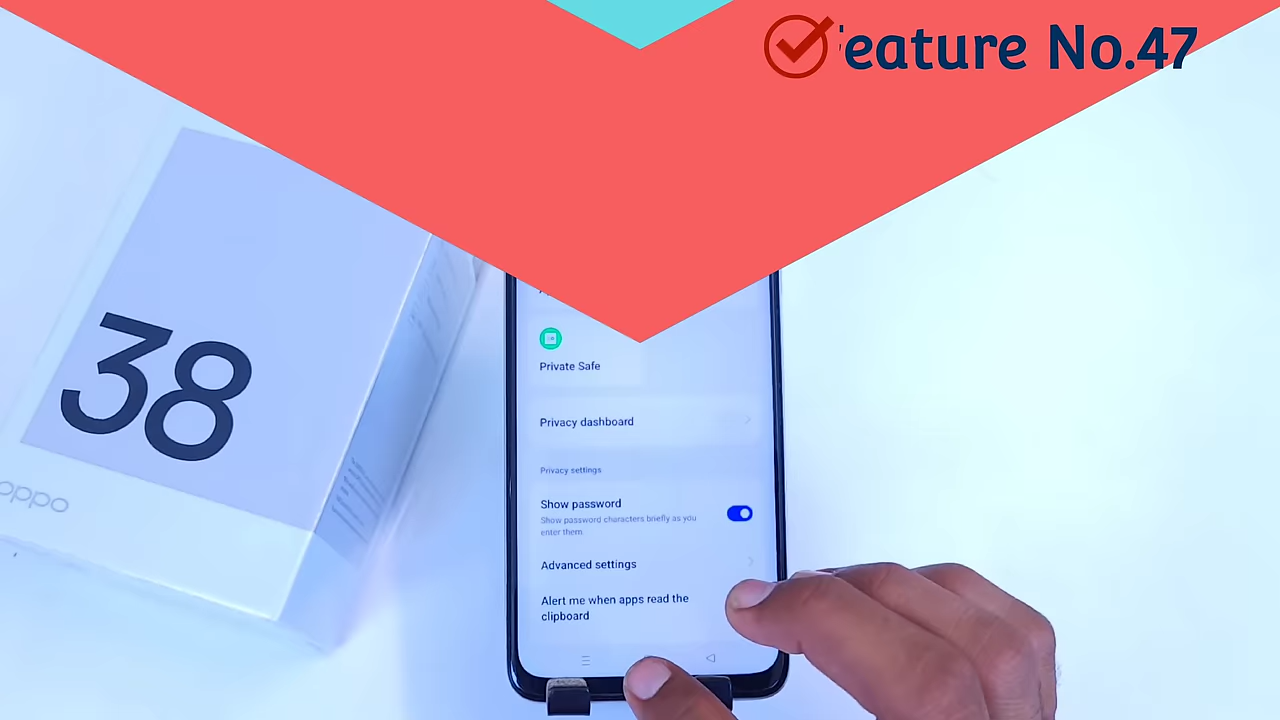 Feature No.47
38
oppo
Private Safe
Privacy dashboard
Privacy settings
Show password
Show password characters briefly as you
enter them.
Advanced settings
Alert me when apps read the
clipboard